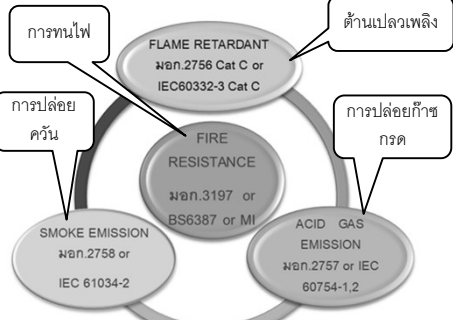 การทนไฟ
ต้านเปลวเพลิง
FLAME RETARDANT
มอก.2756 Cat C or
IEC60332-3 Cat C
การปล่อย
ควัน
การปล่อยก๊าซ
กรด
FIRE
RESISTANCE
มอก.3197 or
BS6387 or MI
SMOKE EMISSION
มอก.2758 or
IEC 61034-2
ACID GAS
EMISSION
มอก.2757 or IEC
60754-1,2